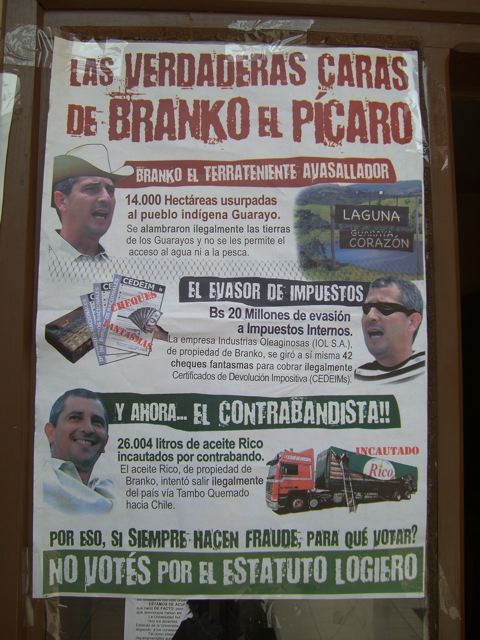 LAS VERDADERAS CARAS
DE BRANKO EL PÍCARO
BRANKO EL TERRATENIENTE AVASALLADOR
14.000 Hectáreas usurpadas
al pueblo indígena Guarayo.
Se alambraron ilegalmente las tierras
de los Guarayos y no se les permite el
acceso al agua ni a la pesca.
LAGUNA
GUARAYA
CORAZÓN
EL EVASOR DE IMPUESTOS
Bs 20 Millones de evasión
a Impuestos Internos.
La empresa Industrias Oleaginosas (IOL S.A.),
de propiedad de Branko, se giró a sí misma 42
cheques fantasmas para cobrar ilegalmente
Certificados de Devolución Impositiva (CEDEIMs).
CEDEIM
CHEQUES
FANTASMAS
Y AHORA... EL CONTRABANDISTA!!
26.004 litros de aceite Rico
incautados por contrabando.
El aceite Rico, de propiedad de
Branko, intentó salir ilegalmente
del país vía Tambo Quemado
hacia Chile.
INCAUTADO
Rico
POR ESO, SI SIEMPRE HACEN FRAUDE, PARA QUÉ VOTAR?
NO VOTÉS POR EL ESTATUTO LOGIERO